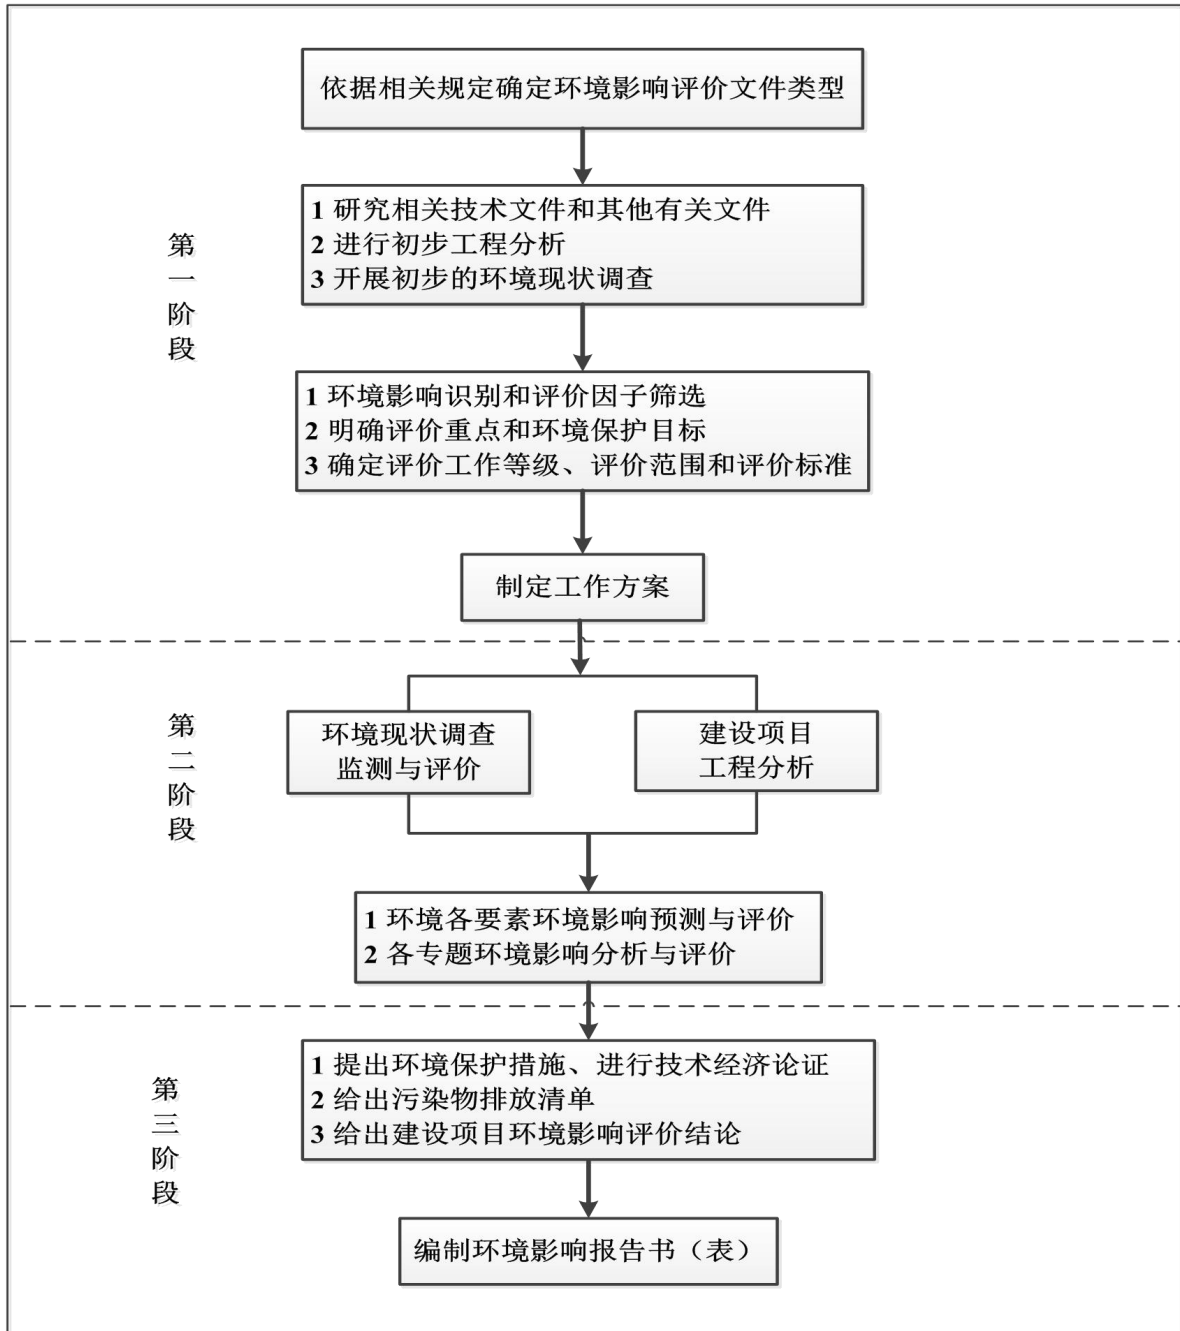 依据相关规定确定环境影响评价文件类型
第一阶段
1 研究相关技术文件和其他有关文件
2 进行初步工程分析
3 开展初步的环境现状调查
1 环境影响识别和评价因子筛选
2 明确评价重点和环境保护目标
3 确定评价工作等级、评价范围和评价标准
制定工作方案
第二阶段
环境现状调查
监测与评价
建设项目
工程分析
1 环境各要素环境影响预测与评价
2 各专题环境影响分析与评价
第三阶段
1 提出环境保护措施、进行技术经济论证
2 给出污染物排放清单
3 给出建设项目环境影响评价结论
编制环境影响报告书（表）